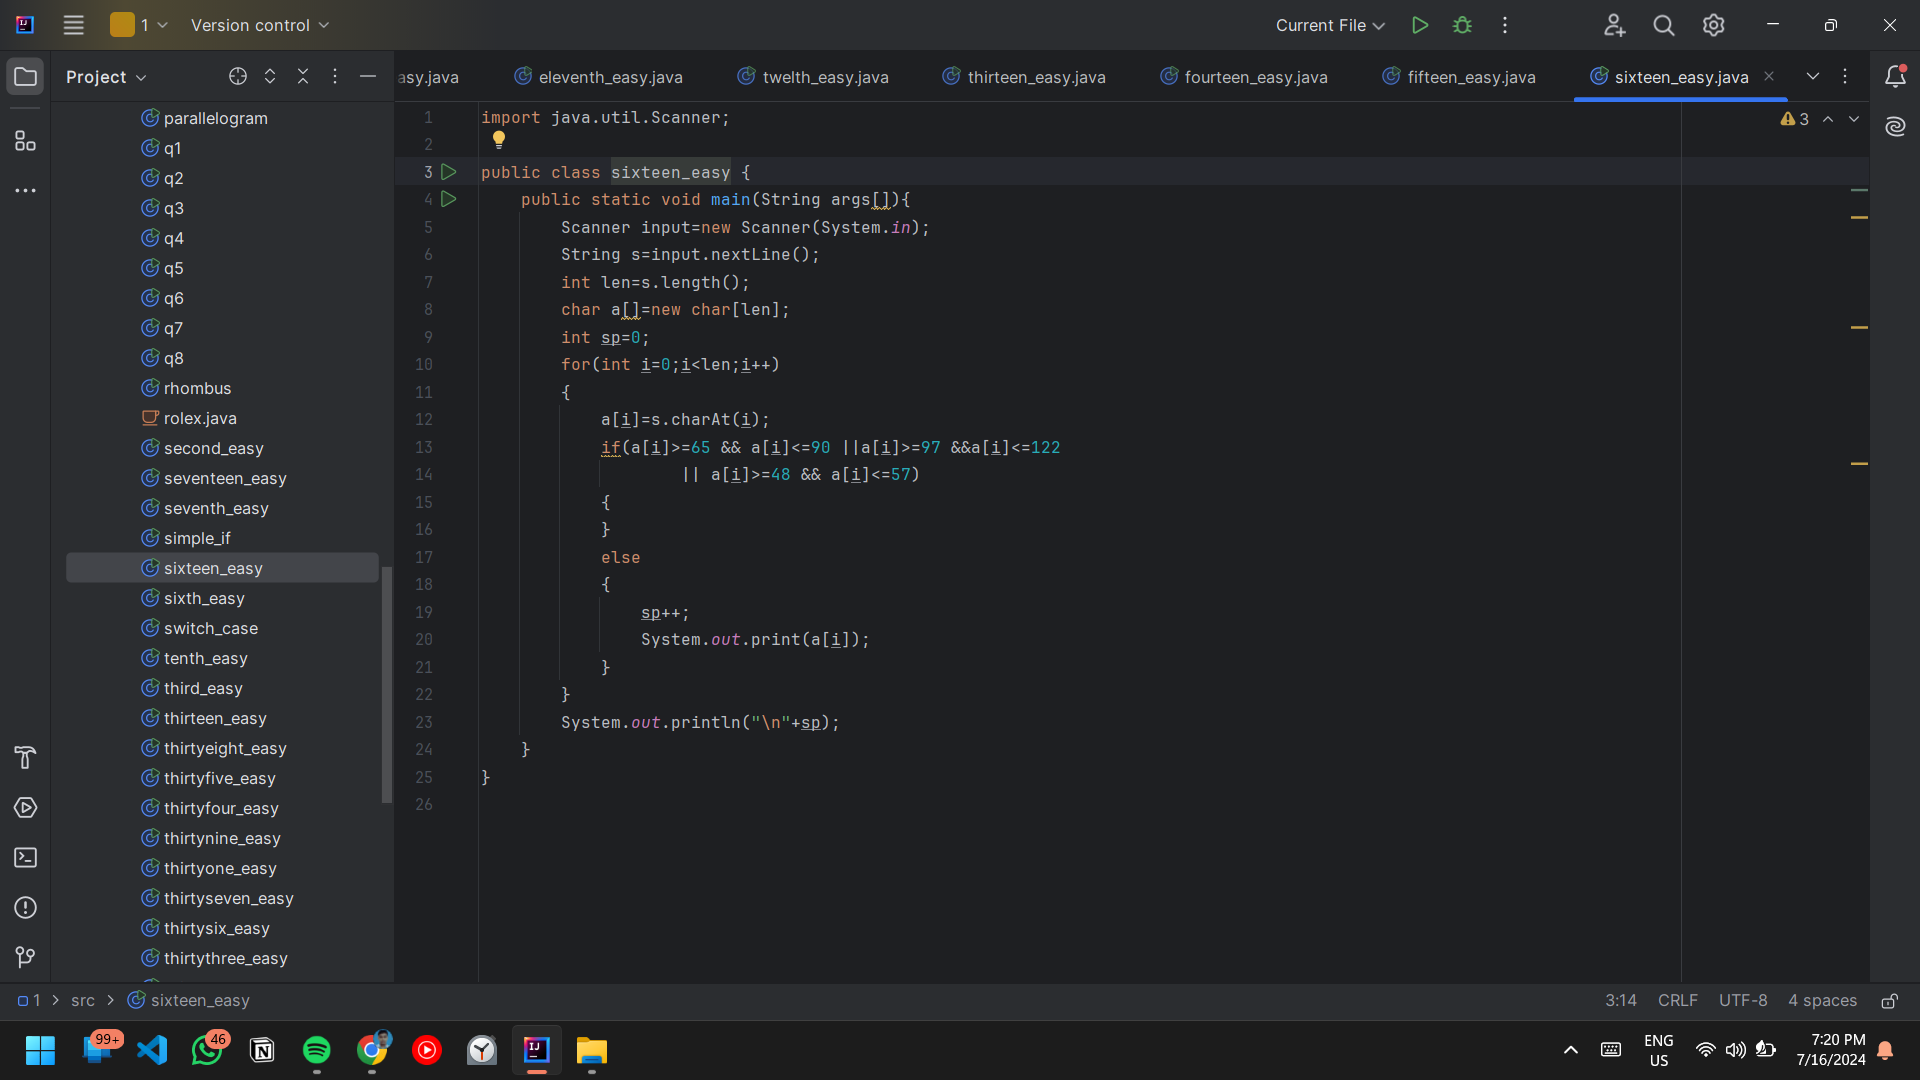 1 Version control Current File
Project
asy.java eleventh_easy.java twelth_easy.java thirteen_easy.java fourteen_easy.java fifteen_easy.java sixteen_easy.java
parallelogram
q1
q2
q3
q4
q5
q6
q7
q8
rhombus
rolex.java
second_easy
seventeen_easy
seventh_easy
simple_if
sixteen_easy
sixth_easy
switch_case
tenth_easy
third_easy
thirteen_easy
thirtyeight_easy
thirtyfive_easy
thirtyfour_easy
thirtynine_easy
thirtyone_easy
thirtyseven_easy
thirtysix_easy
thirtythree_easy
3
1 import java.util.Scanner;
2
3 public class sixteen_easy {
4 public static void main(String args[]){
5 Scanner input=new Scanner(System.in);
6 String s=input.nextLine();
7 int len=s.length();
8 char a[]=new char[len];
9 int sp=0;
10 for(int i=0;i<len;i++)
11 {
12 a[i]=s.charAt(i);
13 if(a[i]>=65 && a[i]<=90 ||a[i]>=97 &&a[i]<=122
14 || a[i]>=48 && a[i]<=57)
15 {
16 }
17 else
18 {
19 sp++;
20 System.out.print(a[i]);
21 }
22 }
23 System.out.println("\n"+sp);
24 }
25 }
26
1 > src > sixteen_easy 3:14 CRLF UTF-8 4 spaces
99+ 46
ENG
US
7:20 PM
7/16/2024